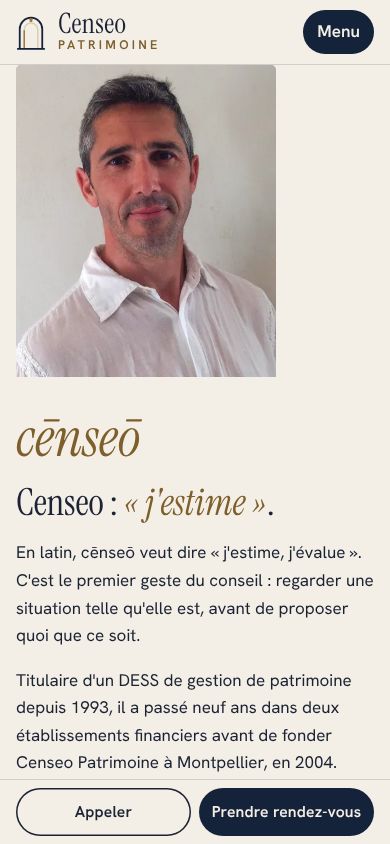 Censeo
PATRIMOINE
Menu
cēnseō
Censeo : « j'estime ».
En latin, cēnseō veut dire « j'estime, j'évalue ».
C'est le premier geste du conseil : regarder une
situation telle qu'elle est, avant de proposer
quoi que ce soit.
Titulaire d'un DESS de gestion de patrimoine
depuis 1993, il a passé neuf ans dans deux
établissements financiers avant de fonder
Censeo Patrimoine à Montpellier, en 2004.
Appeler
Prendre rendez-vous